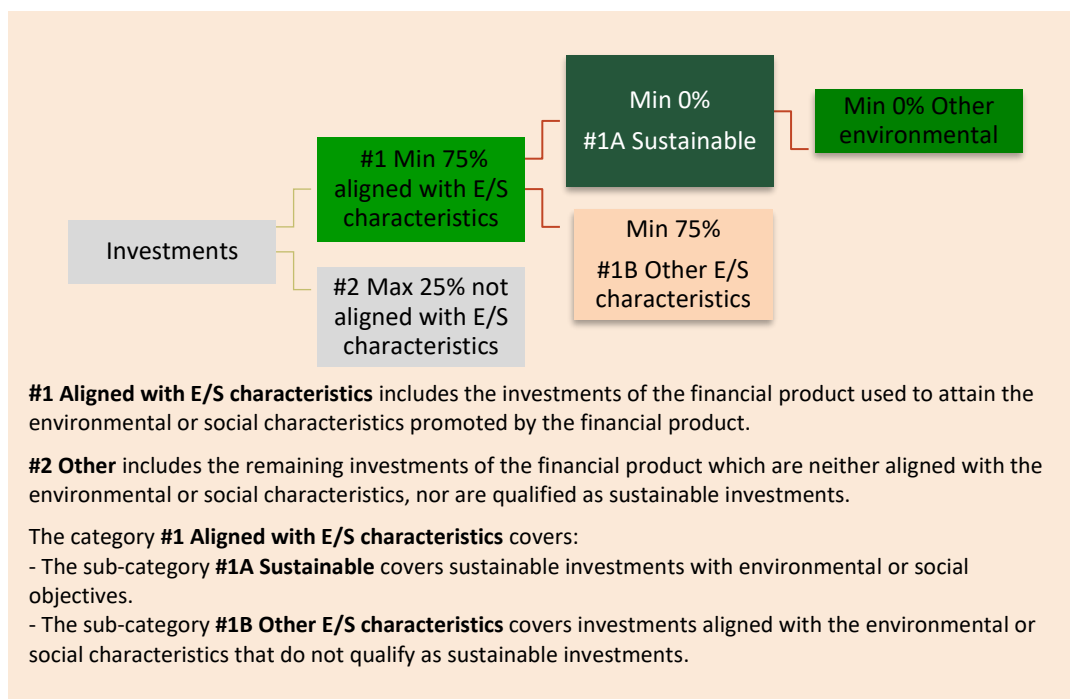 Min 0%
#1A Sustainable
Min 0% Other
environmental
#1 Min 75%
aligned with E/S
characteristics
Investments
Min 75%
#1B Other E/S
characteristics
#2 Max 25% not
aligned with E/S
characteristics
#1 Aligned with E/S characteristics includes the investments of the financial product used to attain the
environmental or social characteristics promoted by the financial product.
#2 Other includes the remaining investments of the financial product which are neither aligned with the
environmental or social characteristics, nor are qualified as sustainable investments.
The category #1 Aligned with E/S characteristics covers:
- The sub-category #1A Sustainable covers sustainable investments with environmental or social
objectives.
- The sub-category #1B Other E/S characteristics covers investments aligned with the environmental or
social characteristics that do not qualify as sustainable investments.